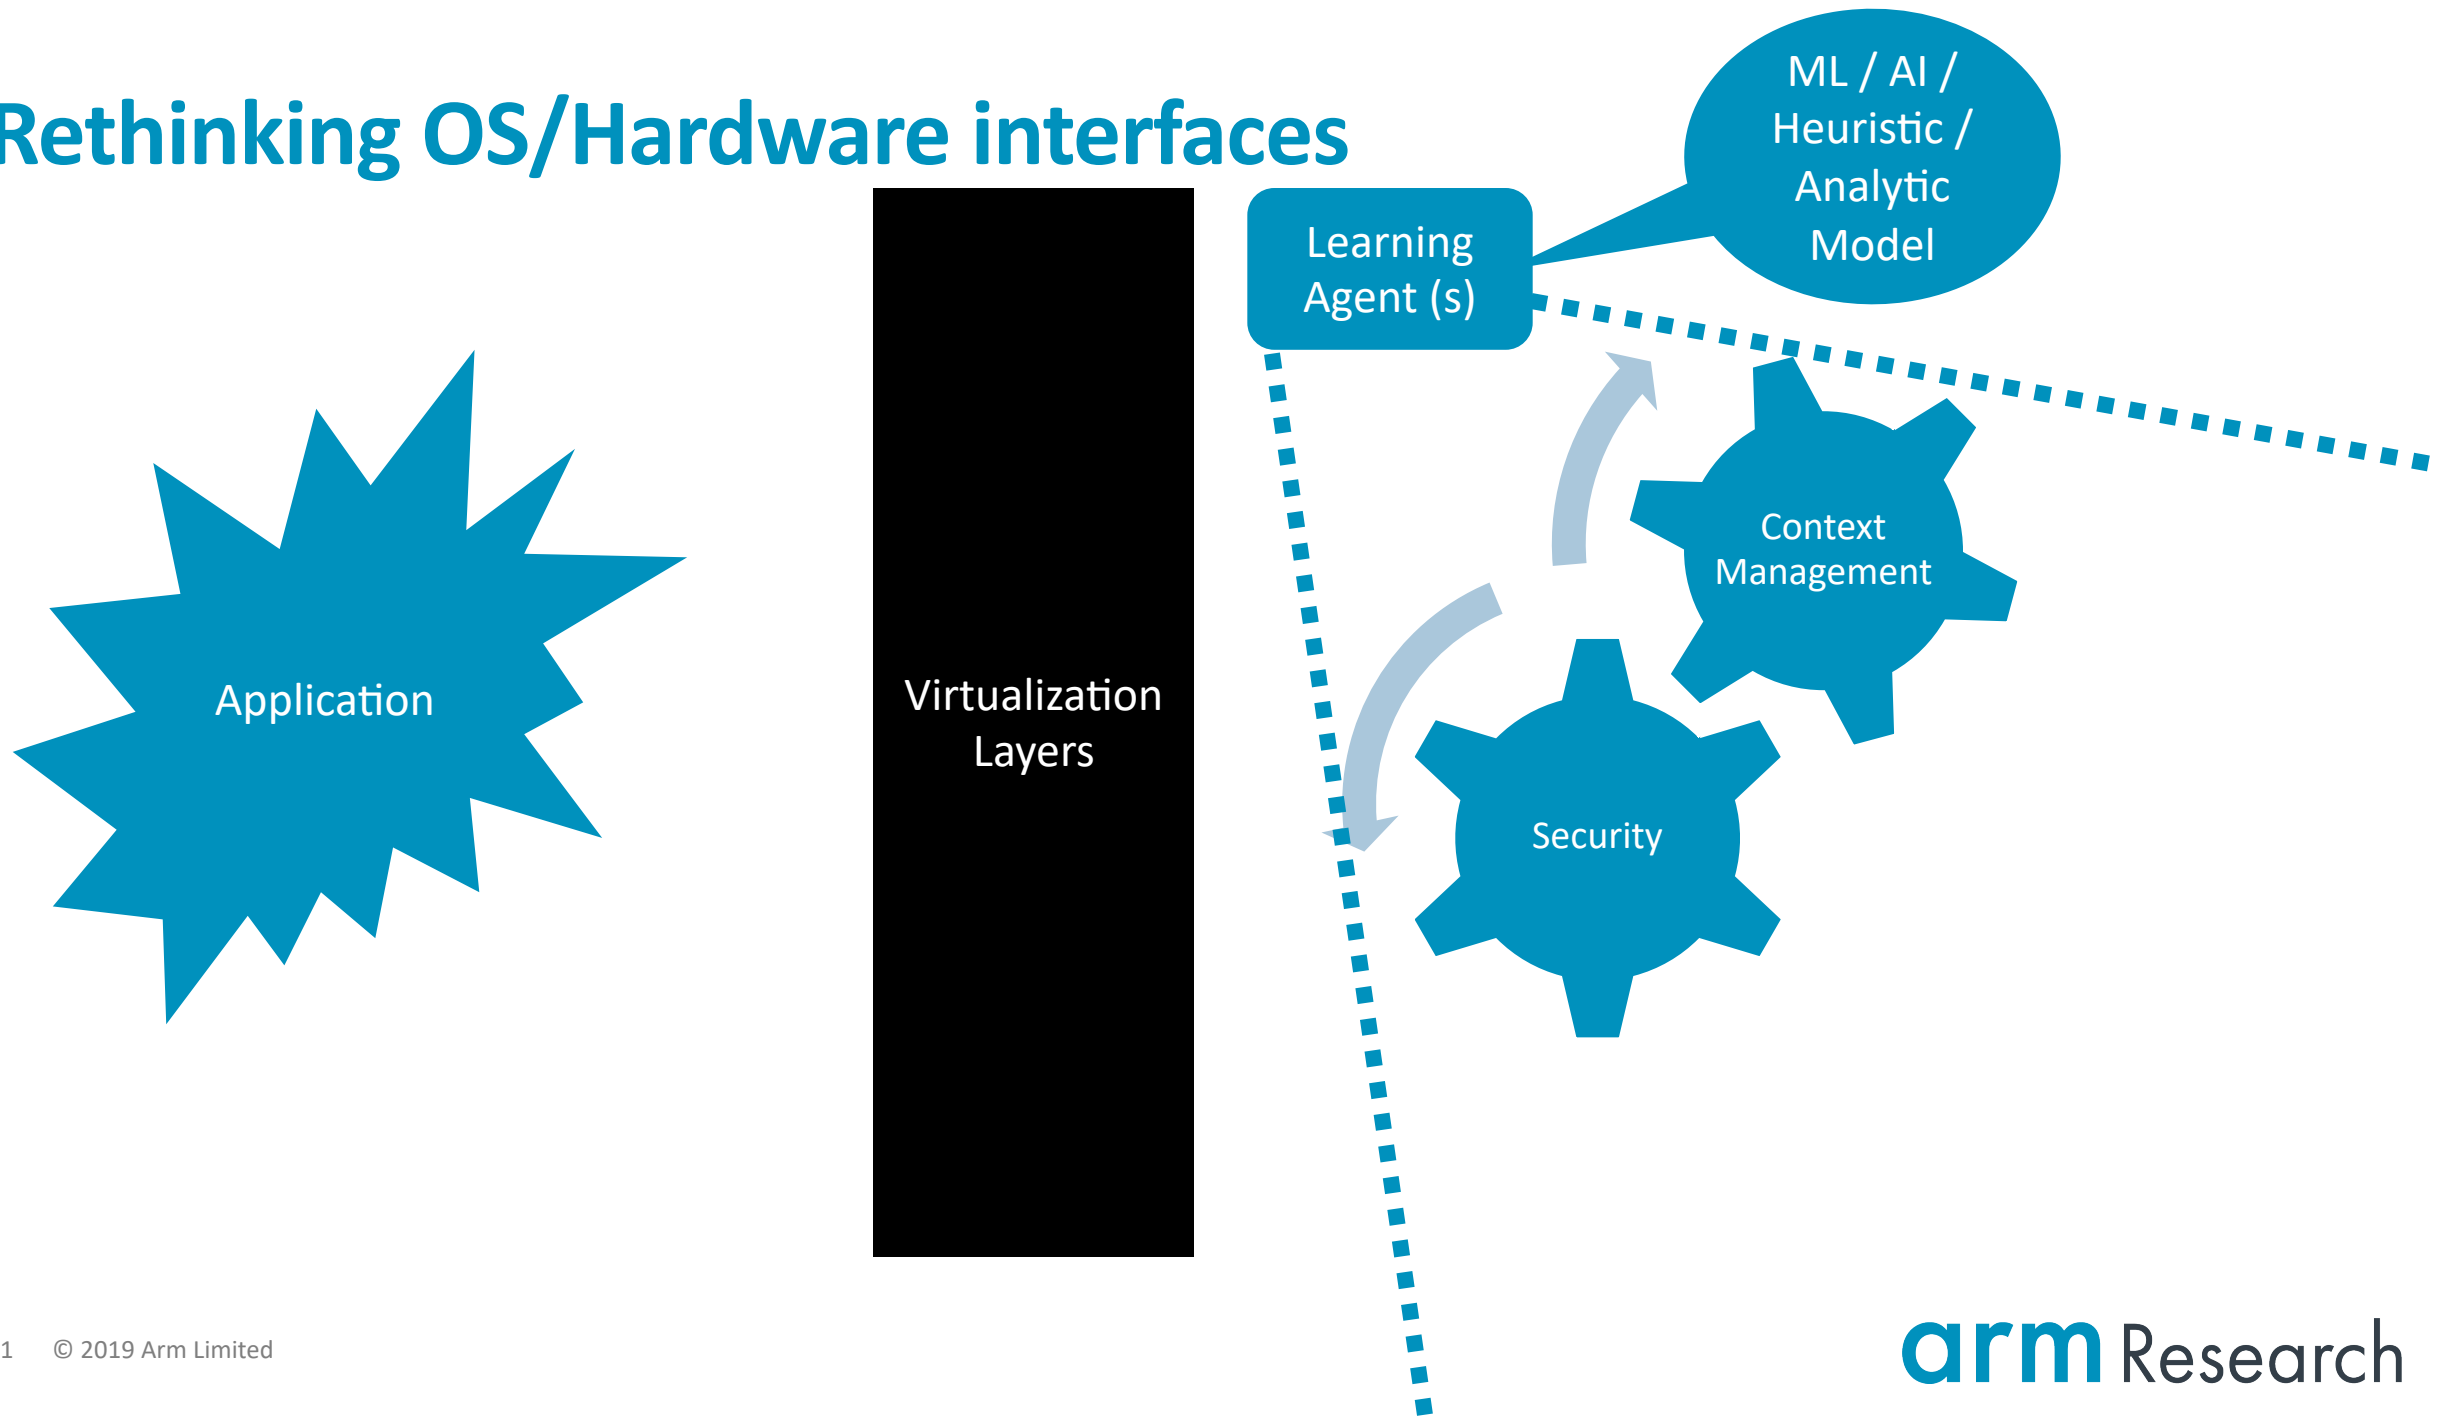 Rethinking OS/Hardware interfaces
ML / AI /
Heuristic /
Analytic
Model
Learning
Agent (s)
Context
Management
Application
Virtualization
Layers
Security
1 © 2019 Arm Limited
arm Research